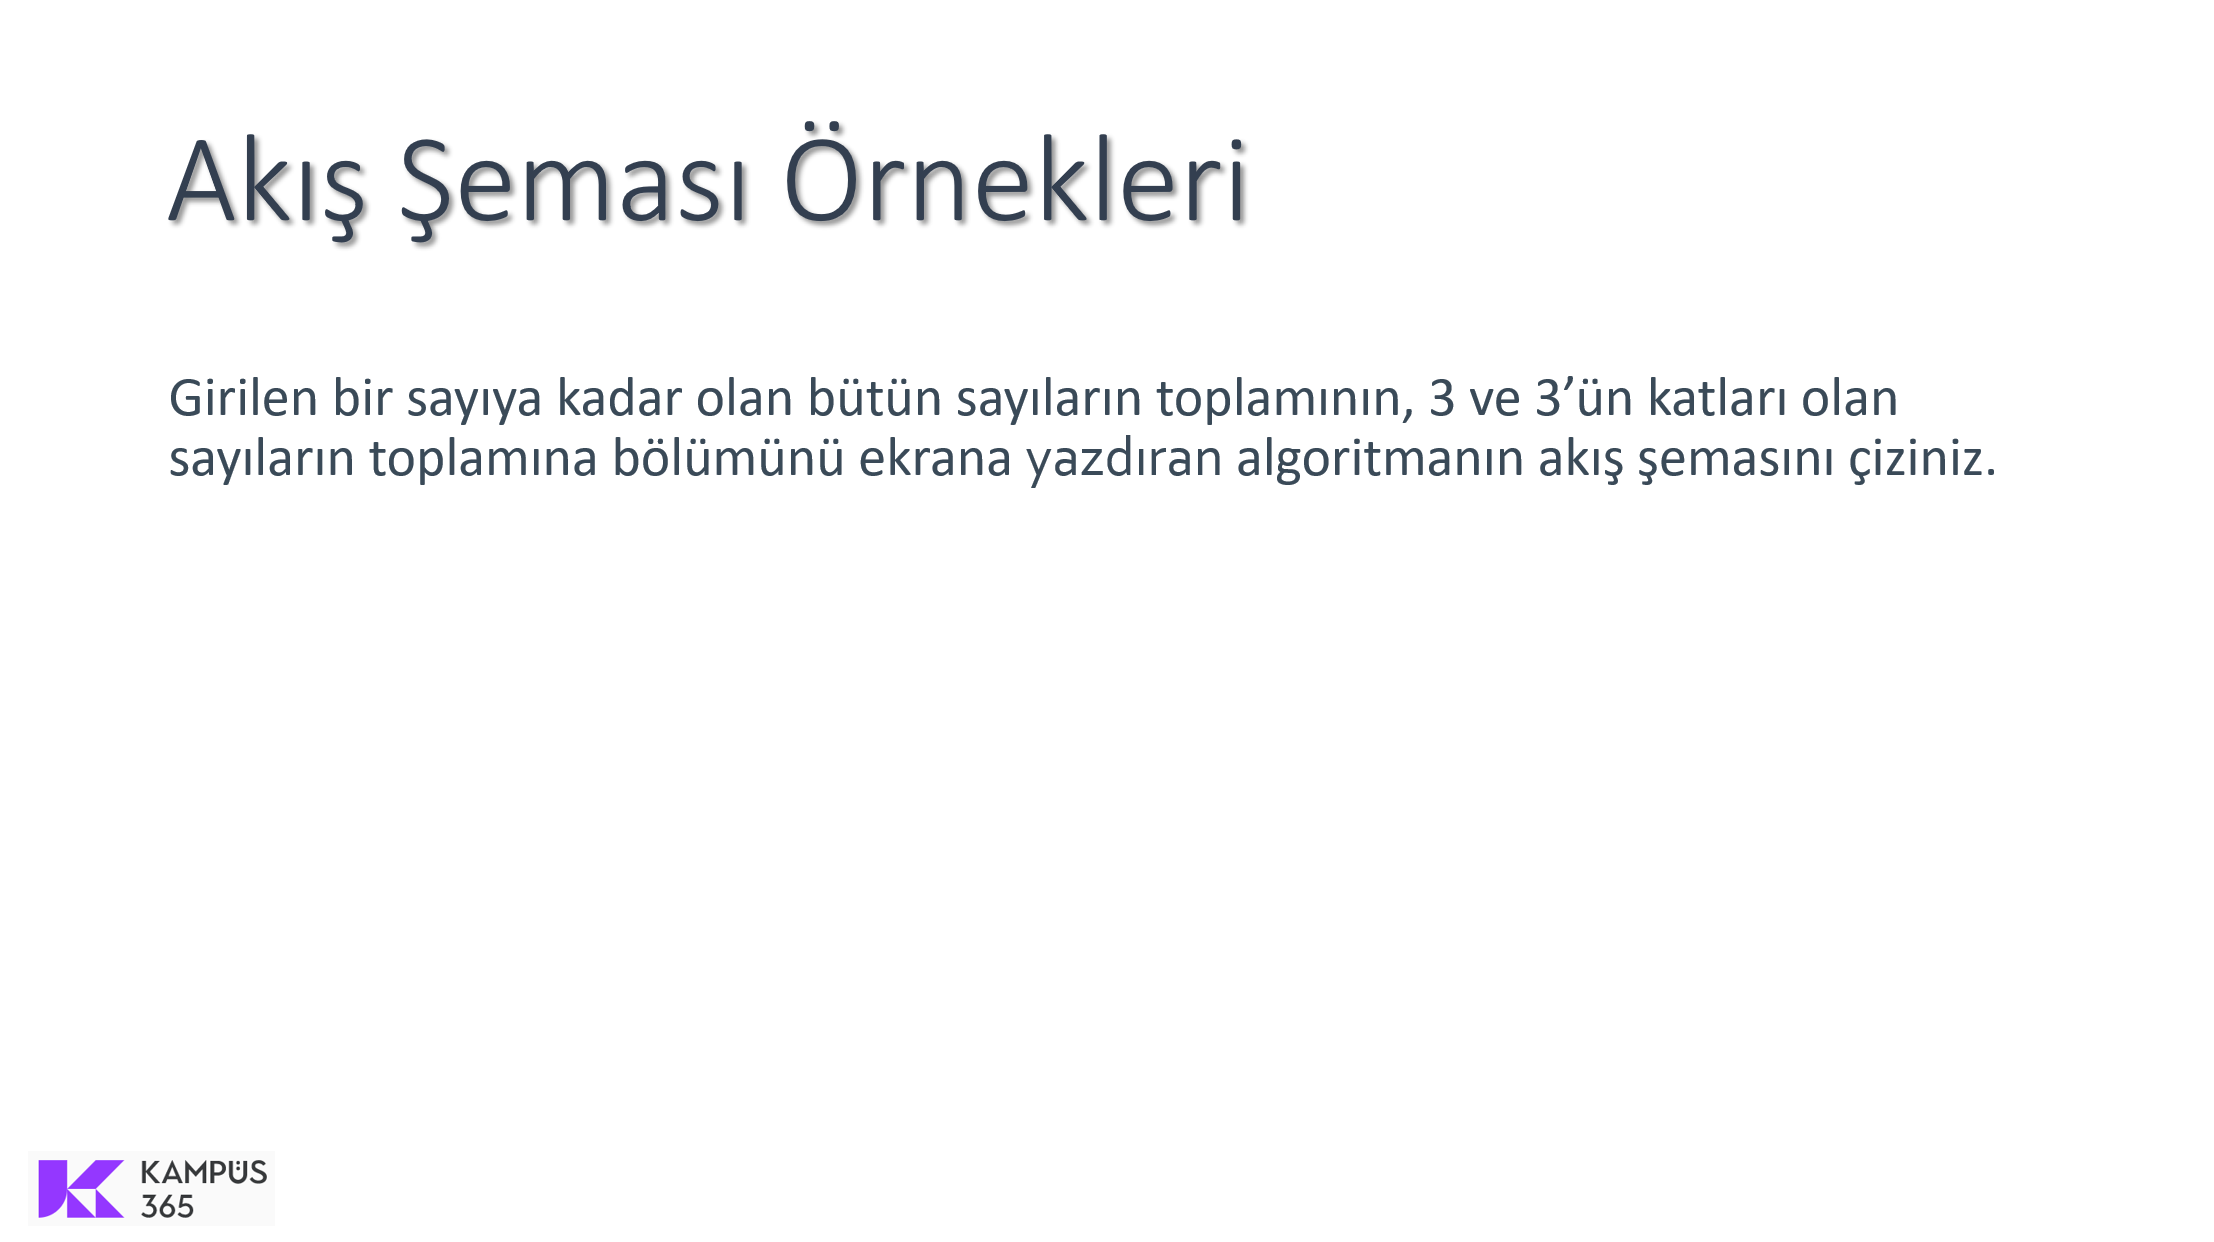 Akış Şeması Örnekleri
Girilen bir sayıya kadar olan bütün sayıların toplamının, 3 ve 3’ün katları olan
sayıların toplamına bölümünü ekrana yazdıran algoritmanın akış şemasını çiziniz.
KAMPÜS
365